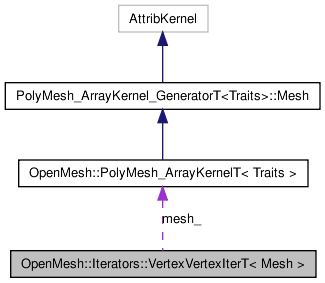 AttribKernel
PolyMesh_ArrayKernel_GeneratorT<Traits>::Mesh
OpenMesh::PolyMesh_ArrayKernelT< Traits >
mesh_
OpenMesh::Iterators::VertexVertexIterT< Mesh >